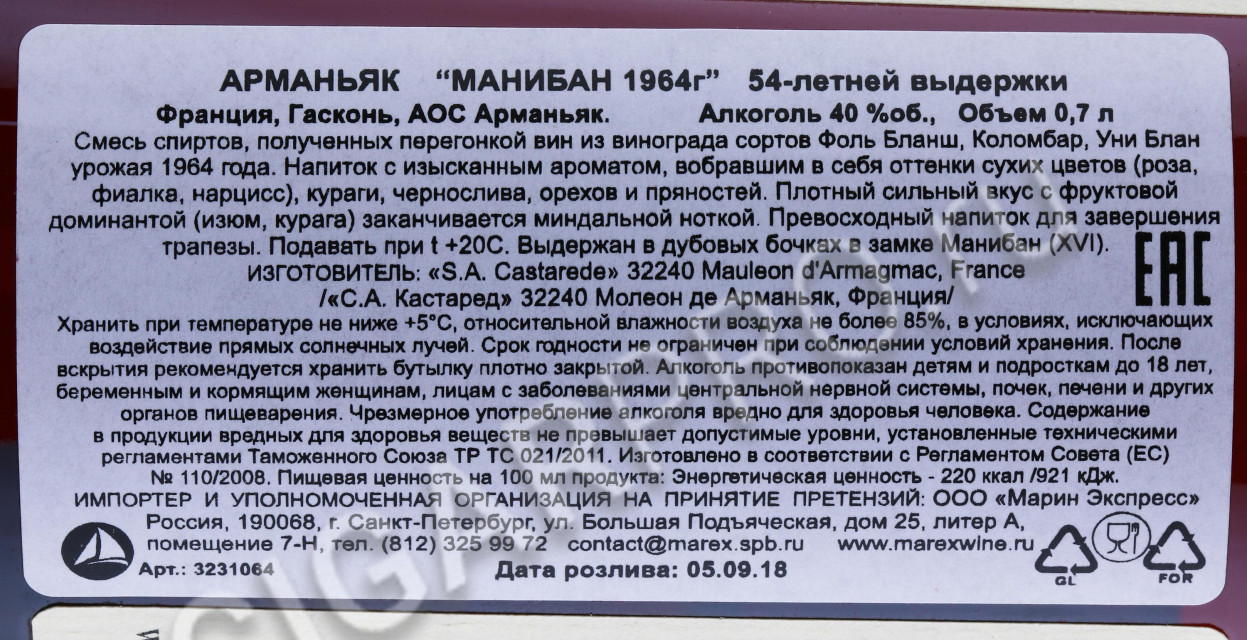 АРМАНЬЯК "МАНИБАН 1964г" 54-летней выдержки
Франция, Гасконь, АОС Арманьяк. Алкоголь 40 %об., Объем 0,7 л
Смесь спиртов, полученных перегонкой вин из винограда сортов Фоль Бланш, Коломбар, Уни Блан
урожая 1964 года. Напиток с изысканным ароматом, вобравшим в себя оттенки сухих цветов (роза,
фиалка, нарцисс), кураги, чернослива, орехов и пряностей. Плотный сильный вкус с фруктовой
доминантой (изюм, курага) заканчивается миндальной ноткой. Превосходный напиток для завершения
трапезы. Подавать при t +20С. Выдержан в дубовых бочках в замке Манибан (XVI).
ИЗГОТОВИТЕЛЬ: «S.A. Castarede» 32240 Mauleon d'Armagmac, France
/«С.А. Кастаред» 32240 Молеон де Арманьяк, Франция/
EAC
Хранить при температуре не ниже +5°С, относительной влажности воздуха не более 85%, в условиях, исключающих
воздействие прямых солнечных лучей. Срок годности не ограничен при соблюдении условий хранения. После
вскрытия рекомендуется хранить бутылку плотно закрытой. Алкоголь противопоказан детям и подросткам до 18 лет,
беременным и кормящим женщинам, лицам с заболеваниями центральной нервной системы, почек, печени и других
органов пищеварения. Чрезмерное употребление алкоголя вредно для здоровья человека. Содержание
в продукции вредных для здоровья веществ не превышает допустимые уровни, установленные техническими
регламентами Таможенного Союза ТР ТС 021/2011. Изготовлено в соответствии с Регламентом Совета (ЕС)
№ 110/2008. Пищевая ценность на 100 мл продукта: Энергетическая ценность - 220 ккал /921 кДж.
ИМПОРТЕР И УПОЛНОМОЧЕННАЯ ОРГАНИЗАЦИЯ НА ПРИНЯТИЕ ПРЕТЕНЗИЙ: ООО «Марин Экспресс»
Россия, 190068, г. Санкт-Петербург, ул. Большая Подъяческая, дом 25, литер А,
помещение 7-Н, тел. (812) 325 99 72 contact@marex.spb.ru www.marexwine.ru
Арт.: 3231064 Дата розлива: 05.09.18
GL FOR
CIGARPRO.ru